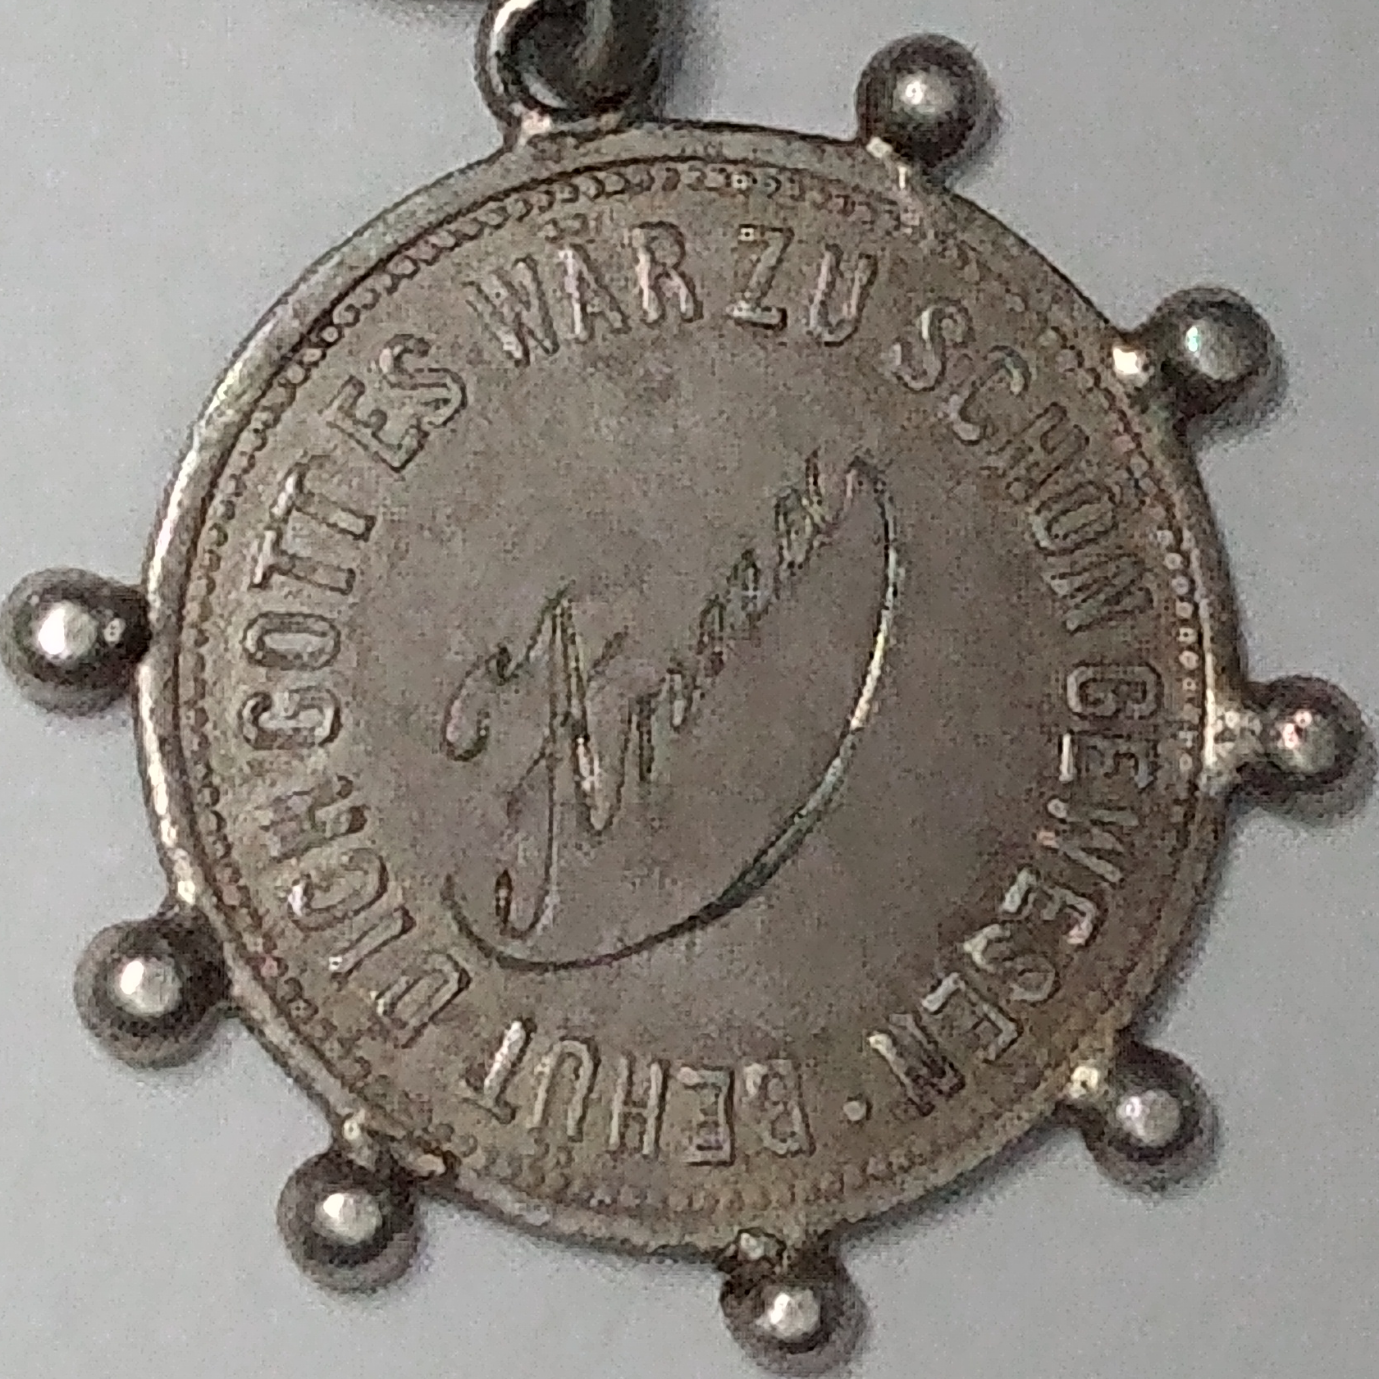 BEHÜT DICH GOTT ES WÄR ZU SCHÖN GEWESEN ·